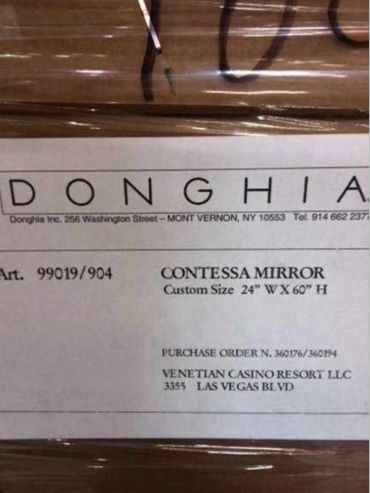 DONGHIA
Donghia Inc. 256 Washington Street – MONT VERNON, NY 10553 Tel. 914 662 2377
Art. 99019/904
CONTESSA MIRROR
Custom Size 24" W X 60" H
PURCHASE ORDER N. 360176/360194
VENETIAN CASINO RESORT LLC
3355 LAS VEGAS BLVD